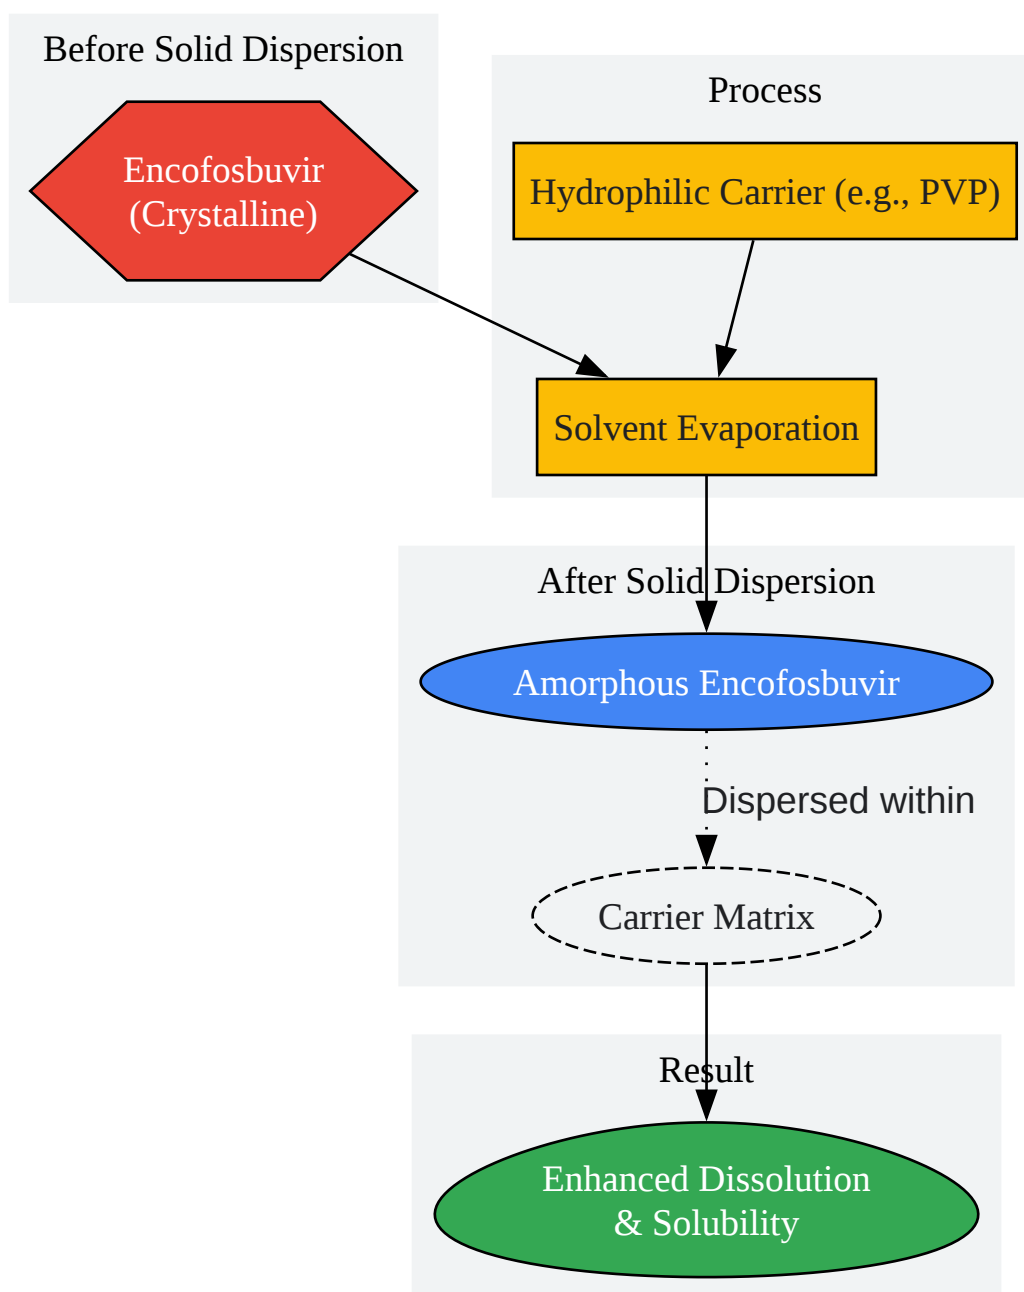 Before Solid Dispersion
Encofosbuvir
(Crystalline)
Process
Hydrophilic Carrier (e.g., PVP)
Solvent Evaporation
After Solid Dispersion
Amorphous Encofosbuvir
Dispersed within
Carrier Matrix
Result
Enhanced Dissolution
& Solubility